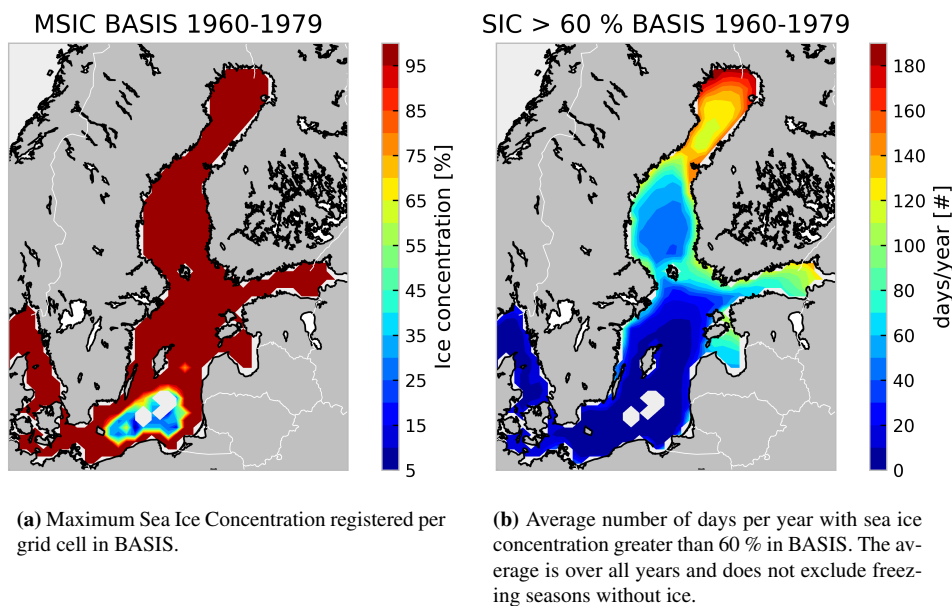 MSIC BASIS 1960-1979
95
85
75
65
55
45
35
25
15
5
Ice concentration [%]
SIC > 60 % BASIS 1960-1979
180
160
140
120
100
80
60
40
20
0
days/year [#]
(a) Maximum Sea Ice Concentration registered per
grid cell in BASIS.
(b) Average number of days per year with sea ice
concentration greater than 60 % in BASIS. The av-
erage is over all years and does not exclude freez-
ing seasons without ice.